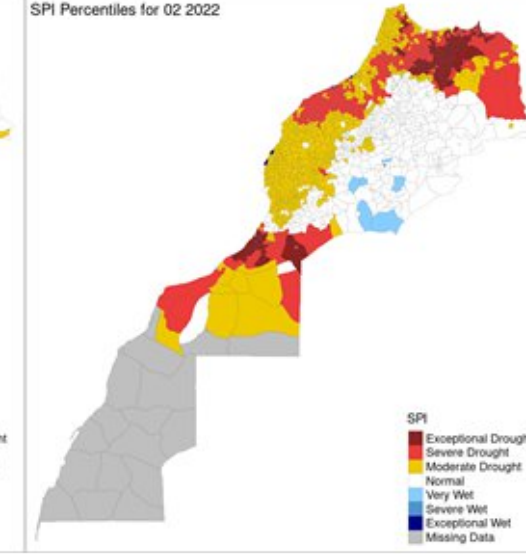 SPI Percentiles for 02 2022
SPI
Exceptional Drough
Severe Drought
Moderate Drought
Normal
Very Wet
Severe Wet
Exceptional Wet
Missing Data